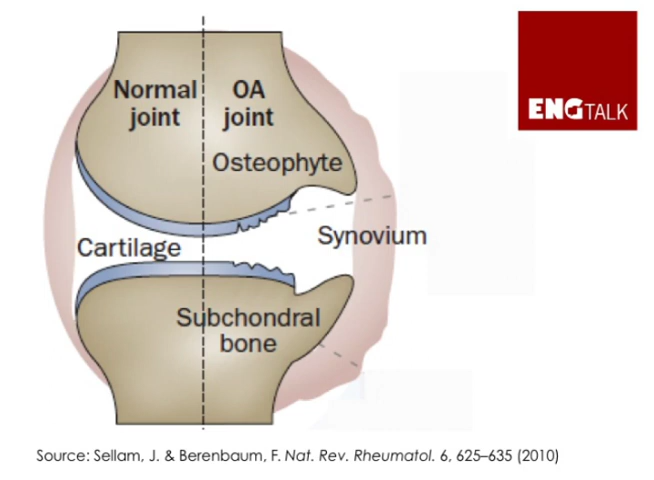 ENGTALK
Normal joint
OA joint
Osteophyte
Cartilage
Synovium
Subchondral
bone
Source: Sellam, J. & Berenbaum, F. Nat. Rev. Rheumatol. 6, 625–635 (2010)